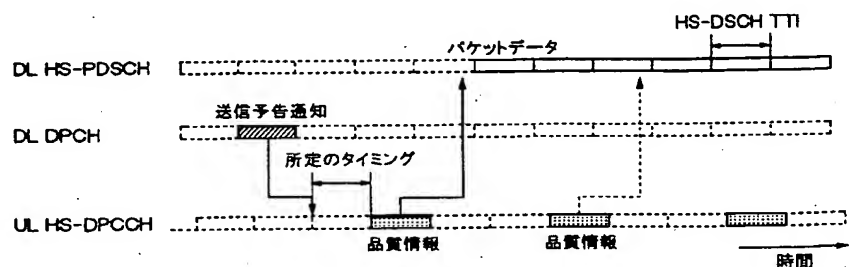 HS-DSCH TTI
パケットデータ
DL HS-PDSCH
送信予告通知
DL DPCH
所定のタイミング
UL HS-DPCCH
品質情報
品質情報
時間